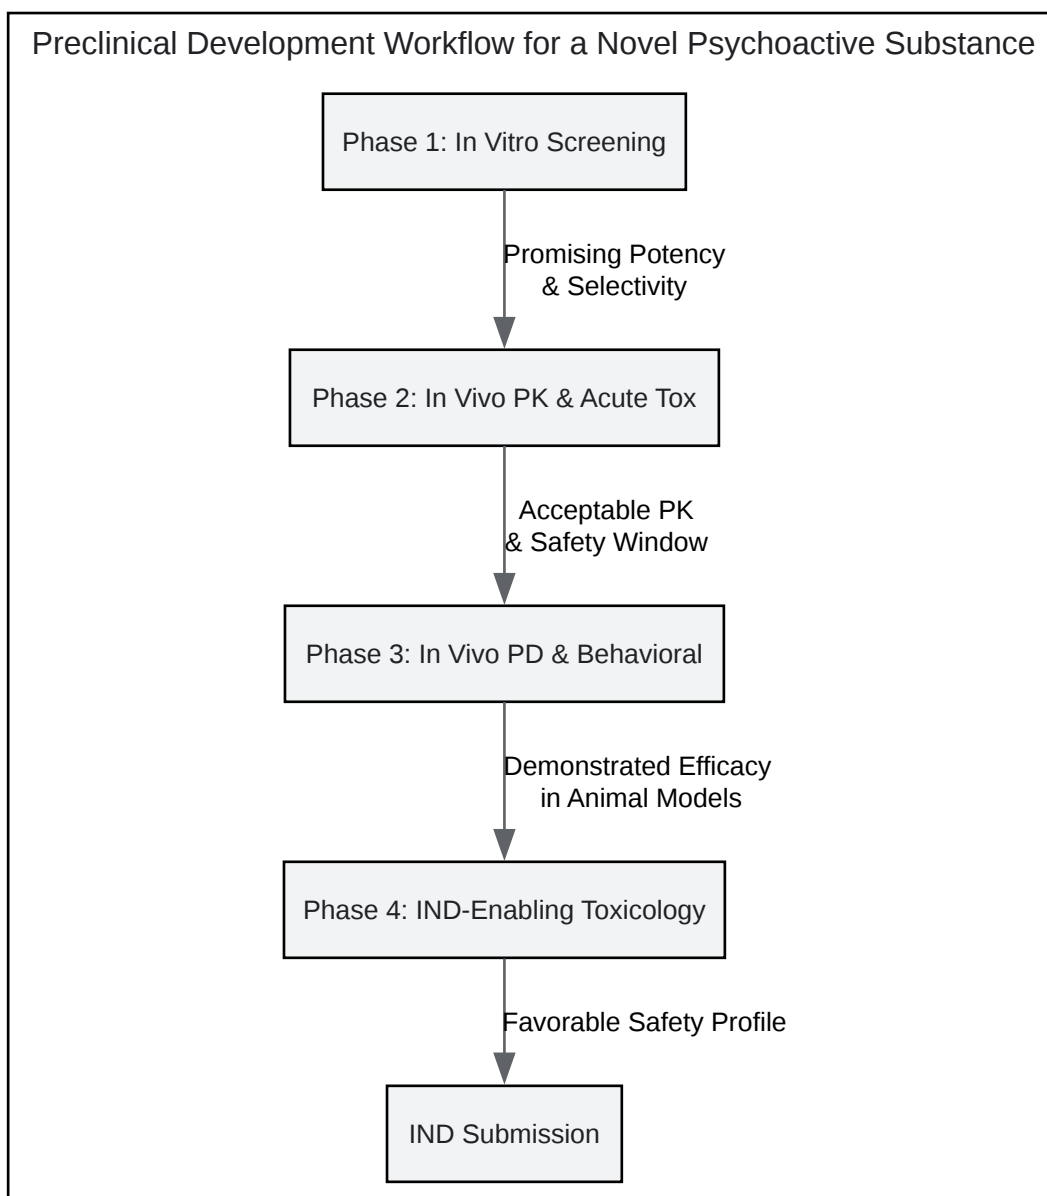 Preclinical Development Workflow for a Novel Psychoactive Substance
Phase 1: In Vitro Screening
Promising Potency
& Selectivity
Phase 2: In Vivo PK & Acute Tox
Acceptable PK
& Safety Window
Phase 3: In Vivo PD & Behavioral
Demonstrated Efficacy
in Animal Models
Phase 4: IND-Enabling Toxicology
Favorable Safety Profile
IND Submission